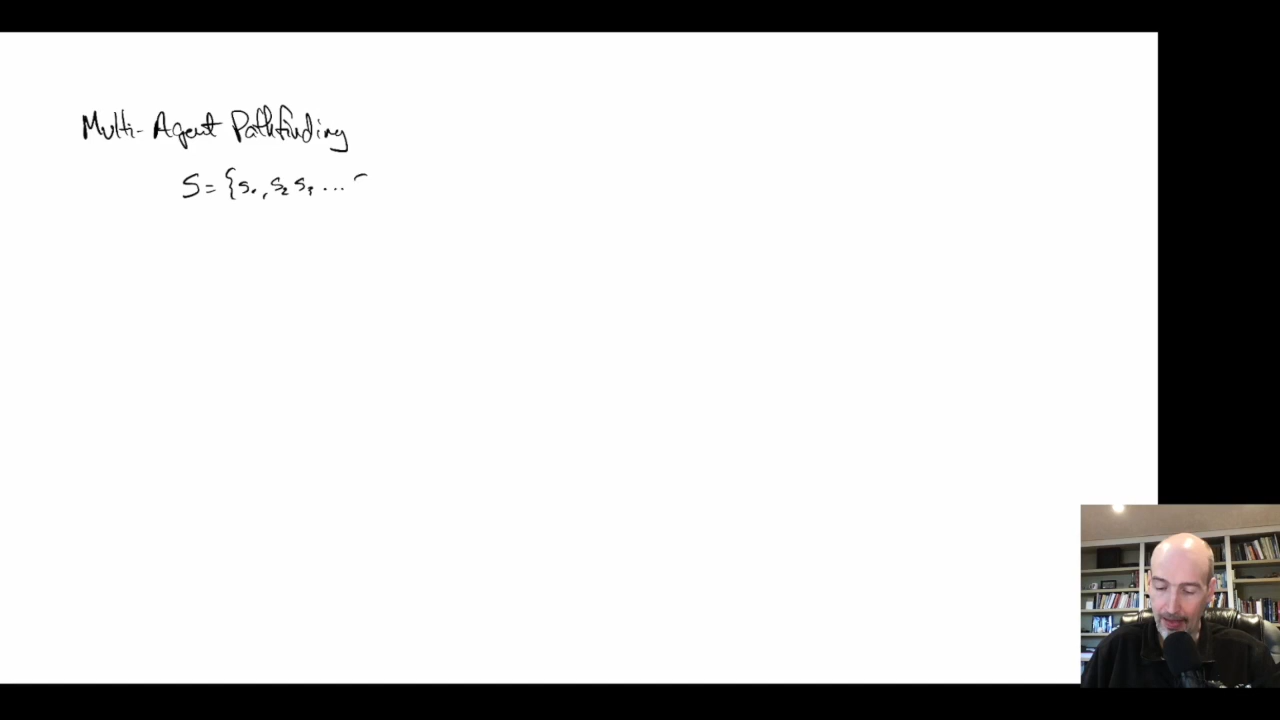 Multi-Agent Pathfinding
S = {s₁, s₂ s₃ ...